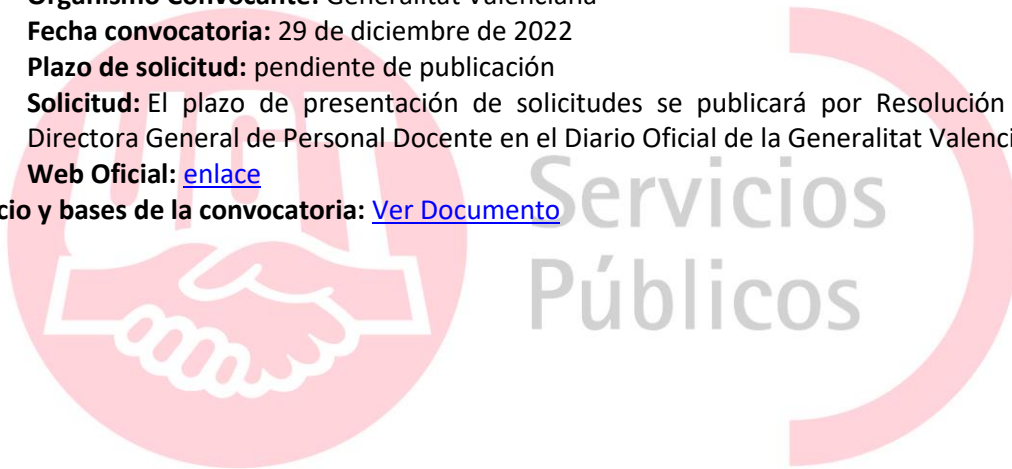 Organismo Convocante: Generalitat Valenciana
Fecha convocatoria: 29 de diciembre de 2022
Plazo de solicitud: pendiente de publicación
Solicitud: El plazo de presentación de solicitudes se publicará por Resolución
Directora General de Personal Docente en el Diario Oficial de la Generalitat Valenci
Web Oficial: enlace
cio y bases de la convocatoria: Ver Documento
Servicios
Públicos